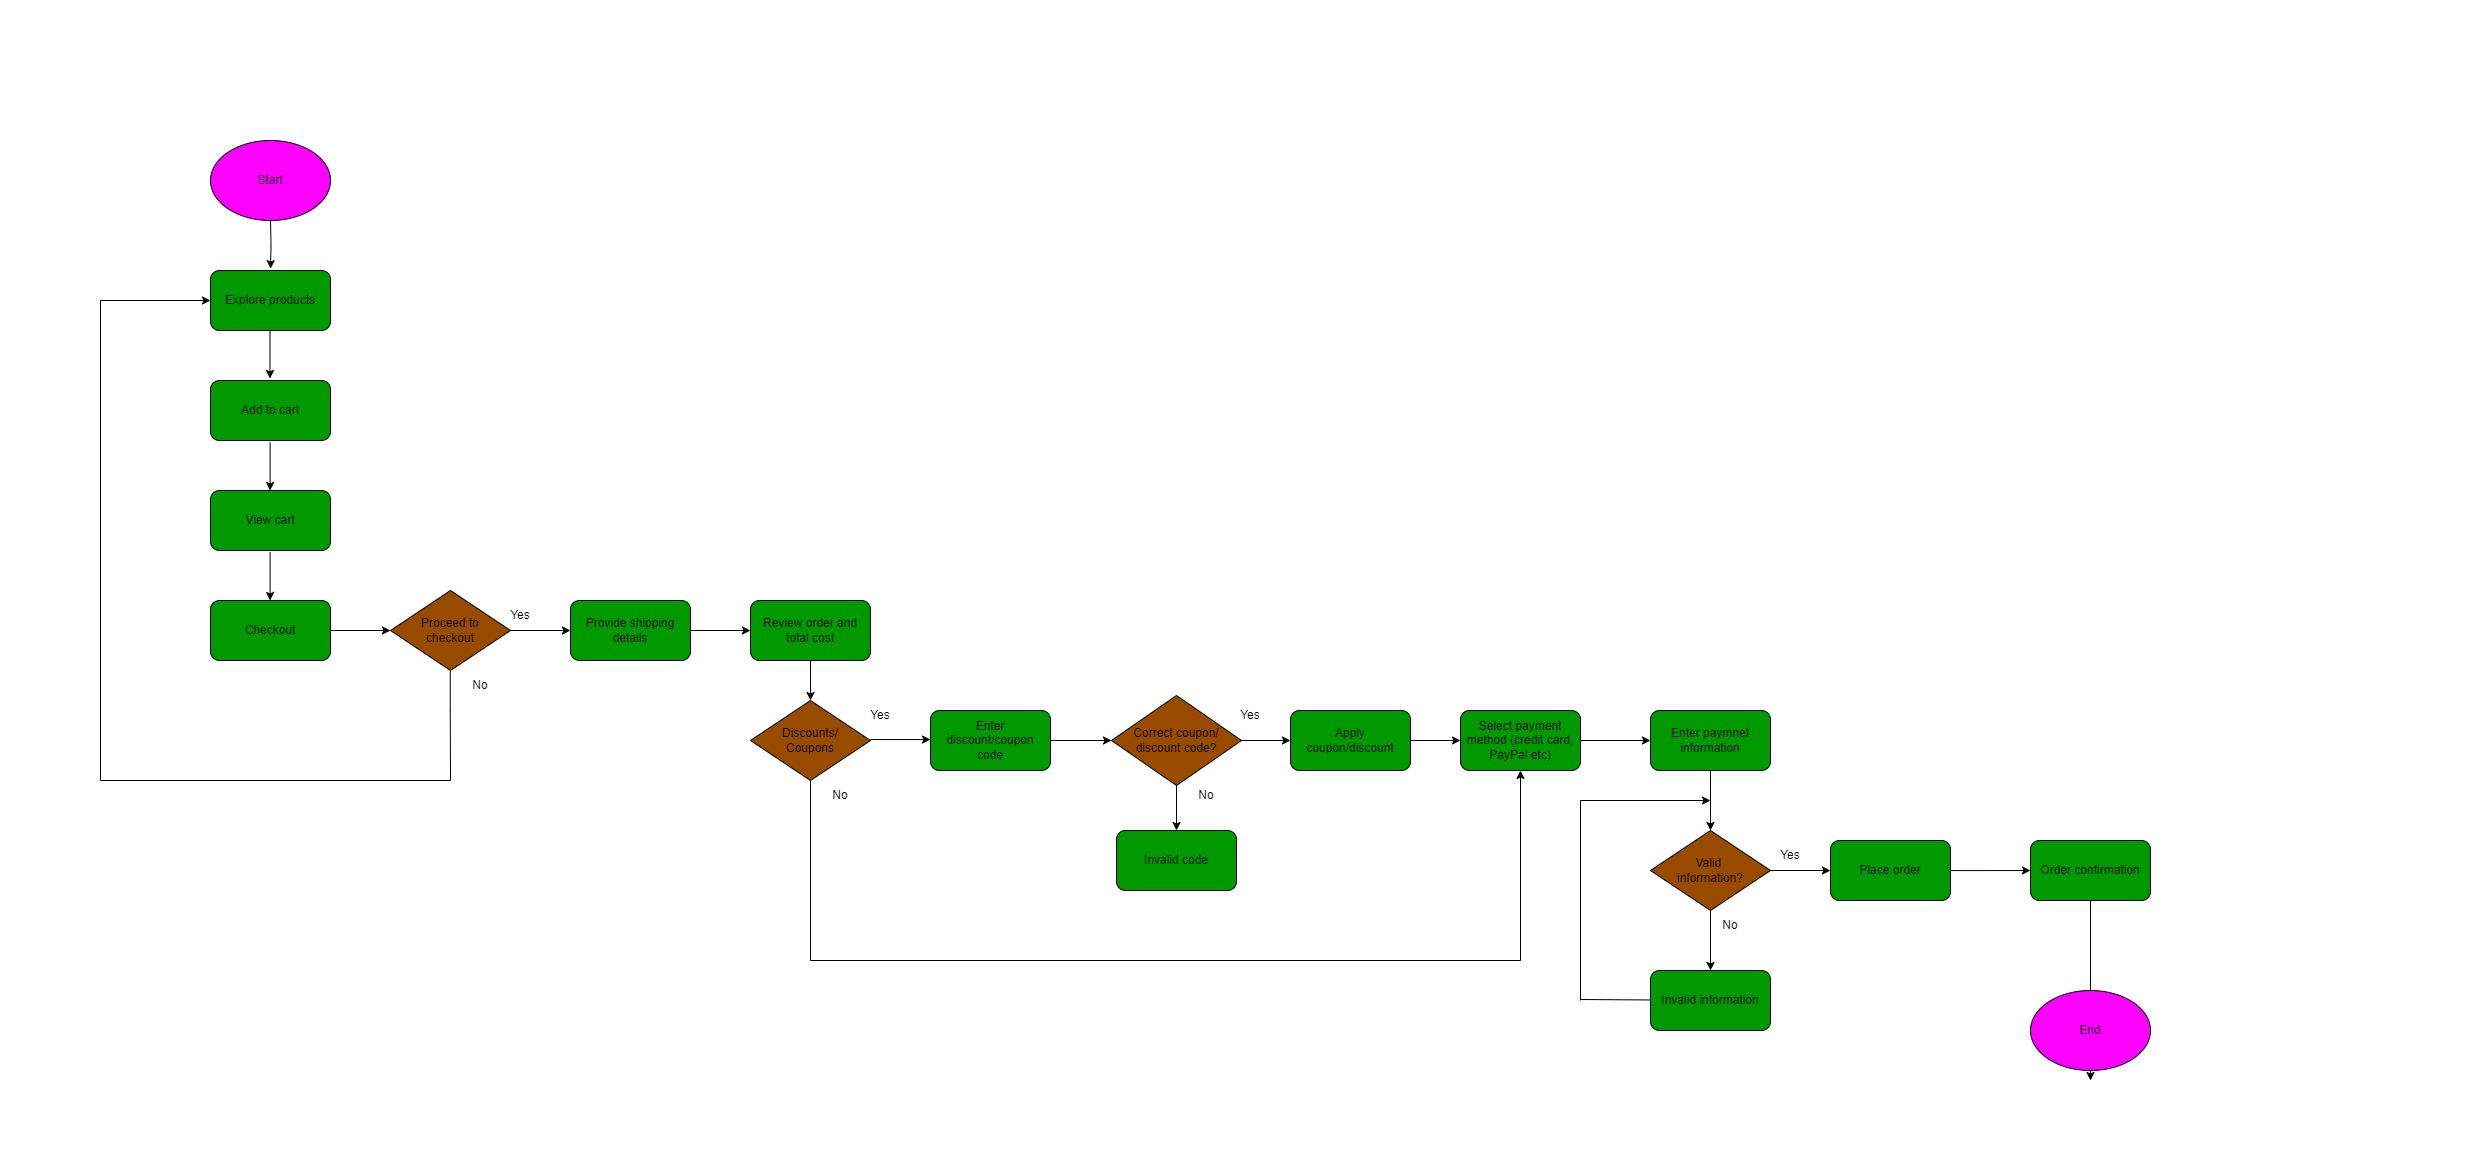 Start
Explore products
Add to cart
View cart
Checkout
Proceed to
checkout
Yes
No
Provide shipping
details
Review order and
total cost
Discounts/
Coupons
Yes
No
Enter
discount/coupon
code
Correct coupon/
discount code?
Yes
No
Invalid code
Apply
coupon/discount
Select payment
method (credit card,
PayPal etc)
Enter paymnet
information
Valid
information?
Yes
No
Invalid information
Place order
Order confirmation
End